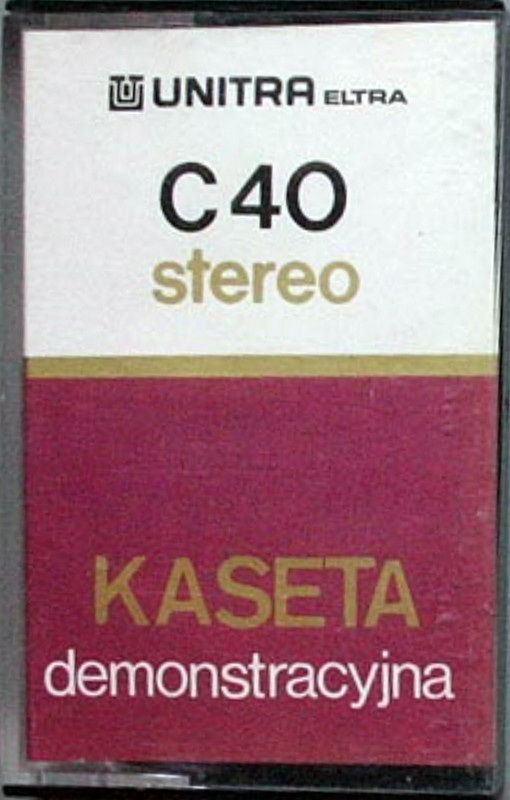 UNITRA ELTRA
C40
stereo
KASETA
demonstracyjna